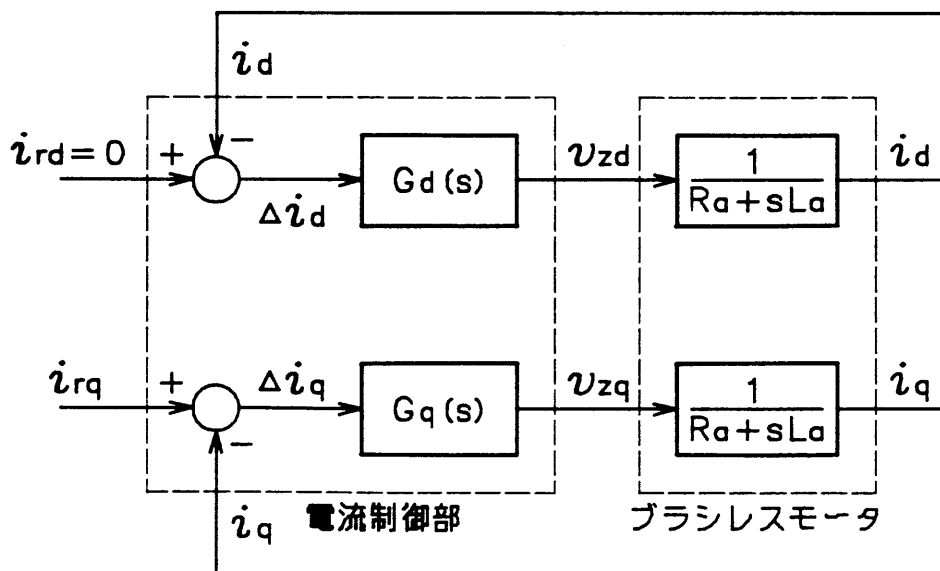 id
ird=0 + − Δid Gd(s) vzd 1/(Ra+sLa) id
irq + − Δiq Gq(s) vzq 1/(Ra+sLa) iq
iq 電流制御部 ブラシレスモータ